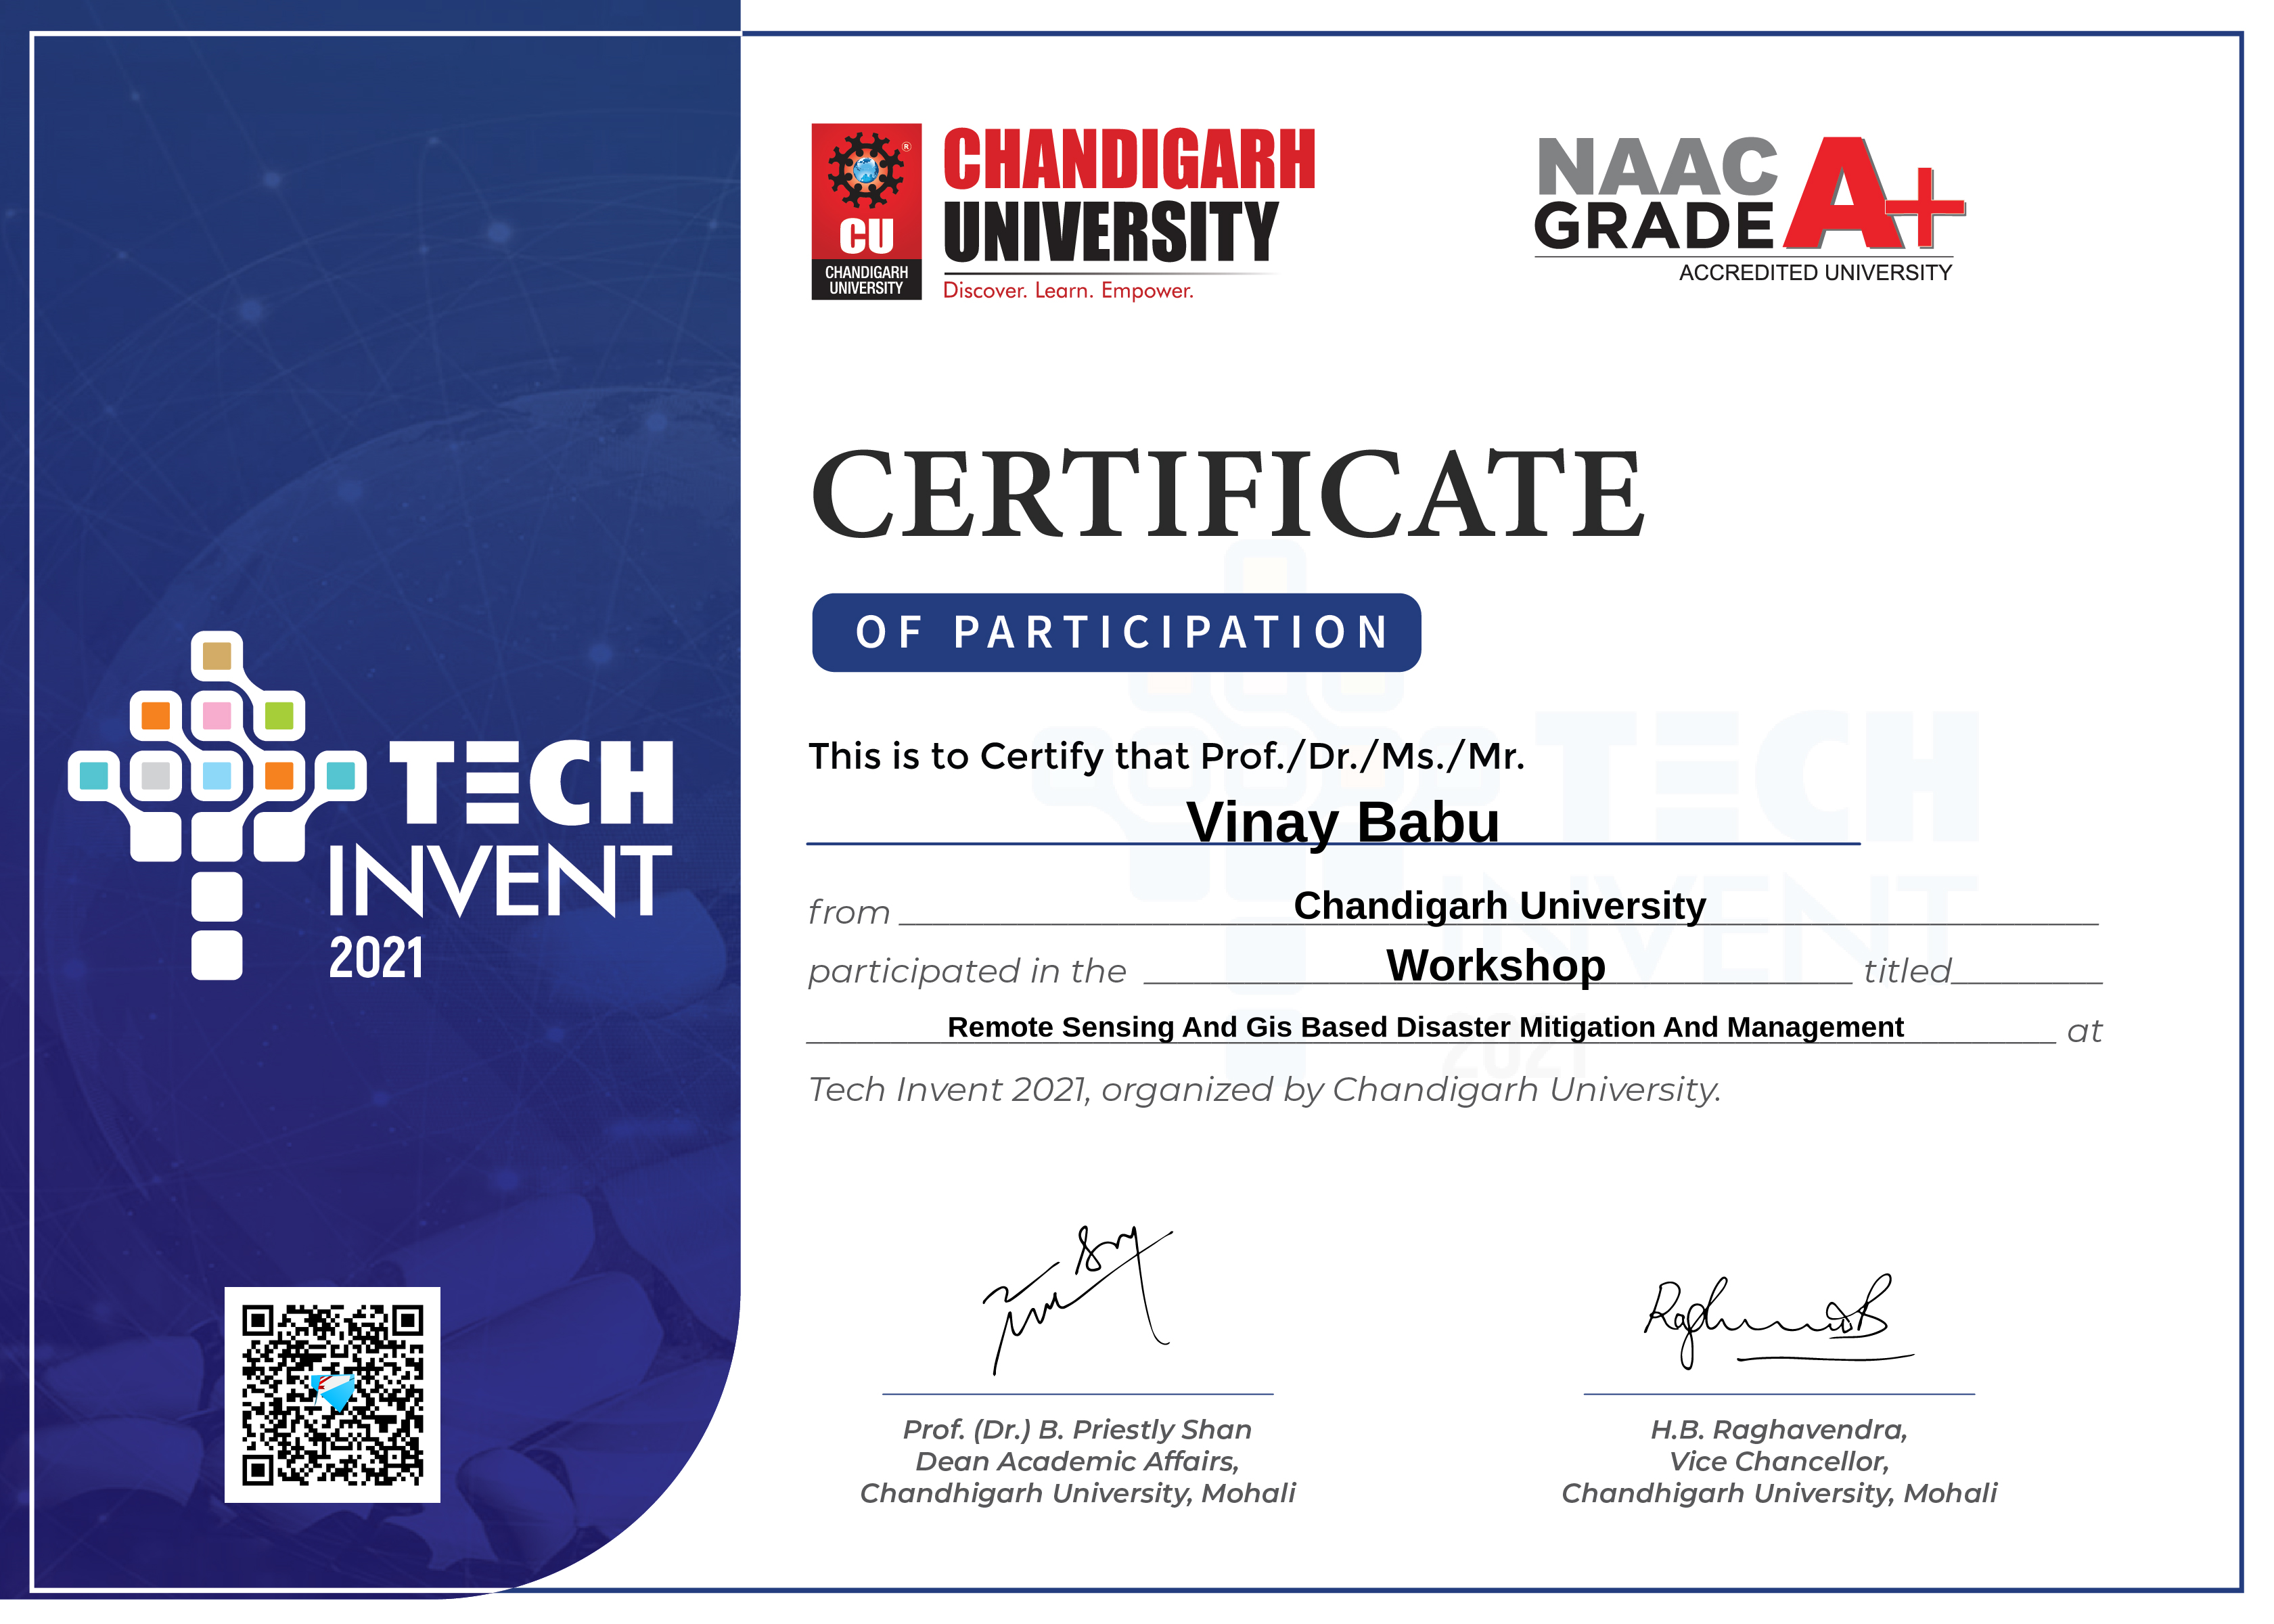 CHANDIGARH
UNIVERSITY
Discover. Learn. Empower.
®
CU
CHANDIGARH
UNIVERSITY
NAAC
GRADE A+
ACCREDITED UNIVERSITY
CERTIFICATE
OF PARTICIPATION
This is to Certify that Prof./Dr./Ms./Mr.
Vinay Babu
from Chandigarh University
participated in the Workshop titled
Remote Sensing And Gis Based Disaster Mitigation And Management at
Tech Invent 2021, organized by Chandigarh University.
TECH
INVENT
2021
TECH
INVENT
2021
Prof. (Dr.) B. Priestly Shan
Dean Academic Affairs,
Chandhigarh University, Mohali
H.B. Raghavendra,
Vice Chancellor,
Chandhigarh University, Mohali